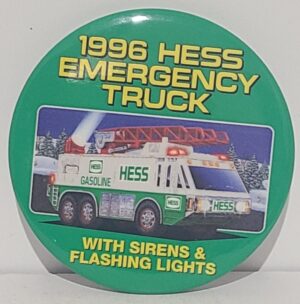 1996 HESS
EMERGENCY
TRUCK
HESS
GASOLINE
HESS
HESS
WITH SIRENS &
FLASHING LIGHTS